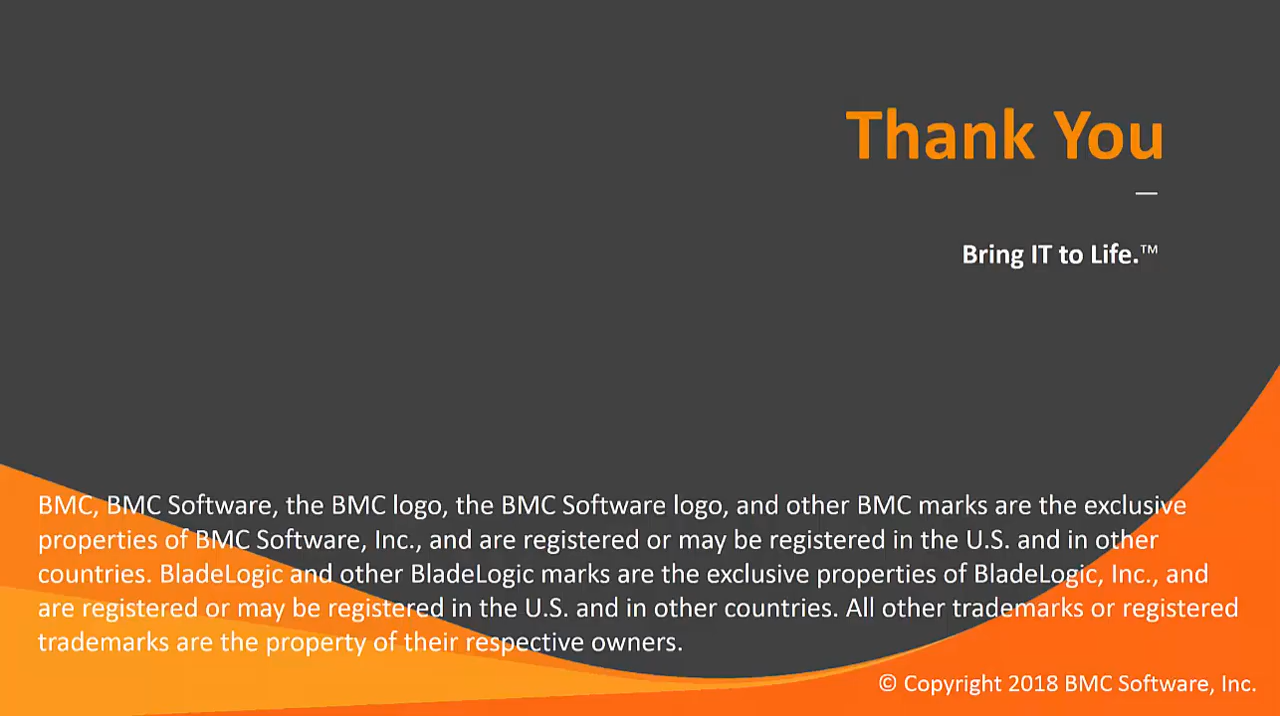 Thank You
Bring IT to Life.™
BMC, BMC Software, the BMC logo, the BMC Software logo, and other BMC marks are the exclusive
properties of BMC Software, Inc., and are registered or may be registered in the U.S. and in other
countries. BladeLogic and other BladeLogic marks are the exclusive properties of BladeLogic, Inc., and
are registered or may be registered in the U.S. and in other countries. All other trademarks or registered
trademarks are the property of their respective owners.
© Copyright 2018 BMC Software, Inc.